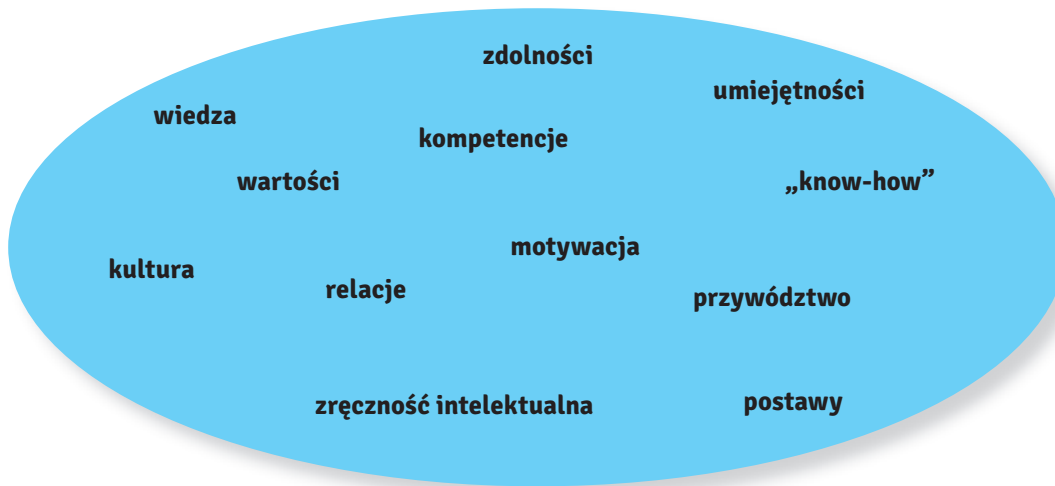 zdolności
umiejętności
wiedza
kompetencje
wartości
„know-how”
motywacja
kultura
relacje
przywództwo
zręczność intelektualna
postawy